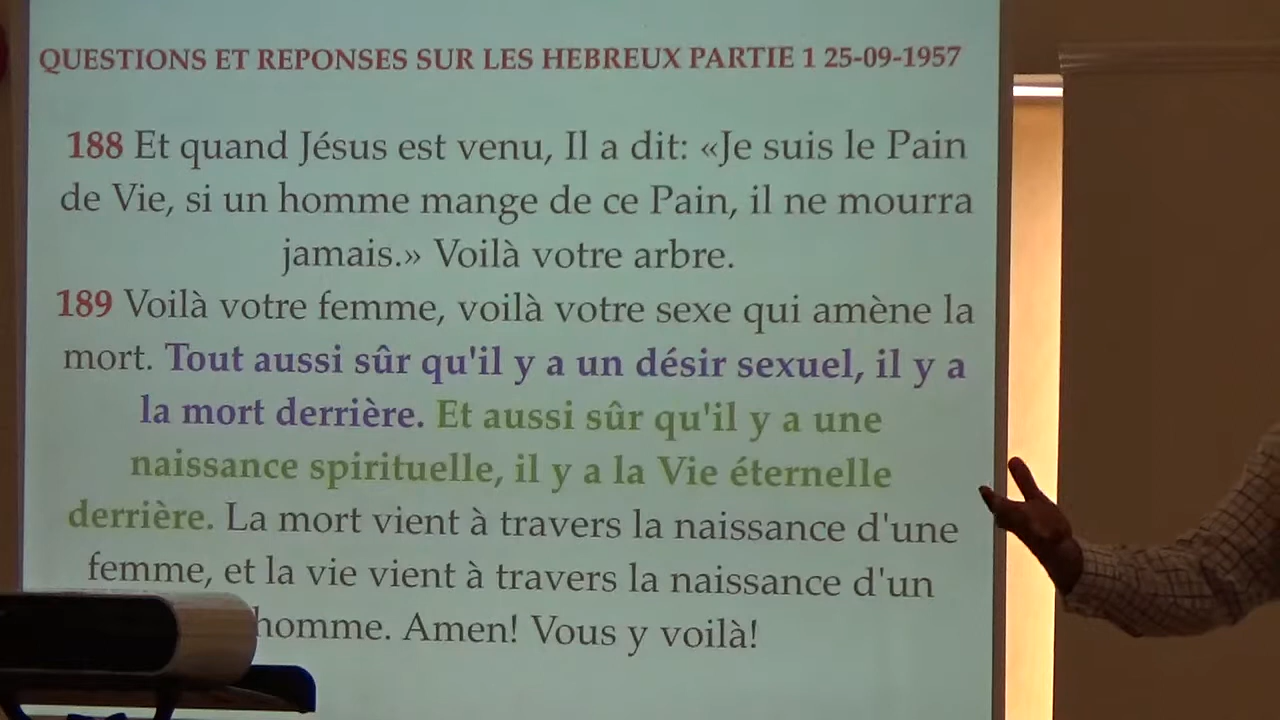 QUESTIONS ET REPONSES SUR LES HEBREUX PARTIE 1 25-09-1957
188 Et quand Jésus est venu, Il a dit: «Je suis le Pain
de Vie, si un homme mange de ce Pain, il ne mourra
jamais.» Voilà votre arbre.
189 Voilà votre femme, voilà votre sexe qui amène la
mort. Tout aussi sûr qu'il y a un désir sexuel, il y a
la mort derrière. Et aussi sûr qu'il y a une
naissance spirituelle, il y a la Vie éternelle
derrière. La mort vient à travers la naissance d'une
femme, et la vie vient à travers la naissance d'un
homme. Amen! Vous y voilà!